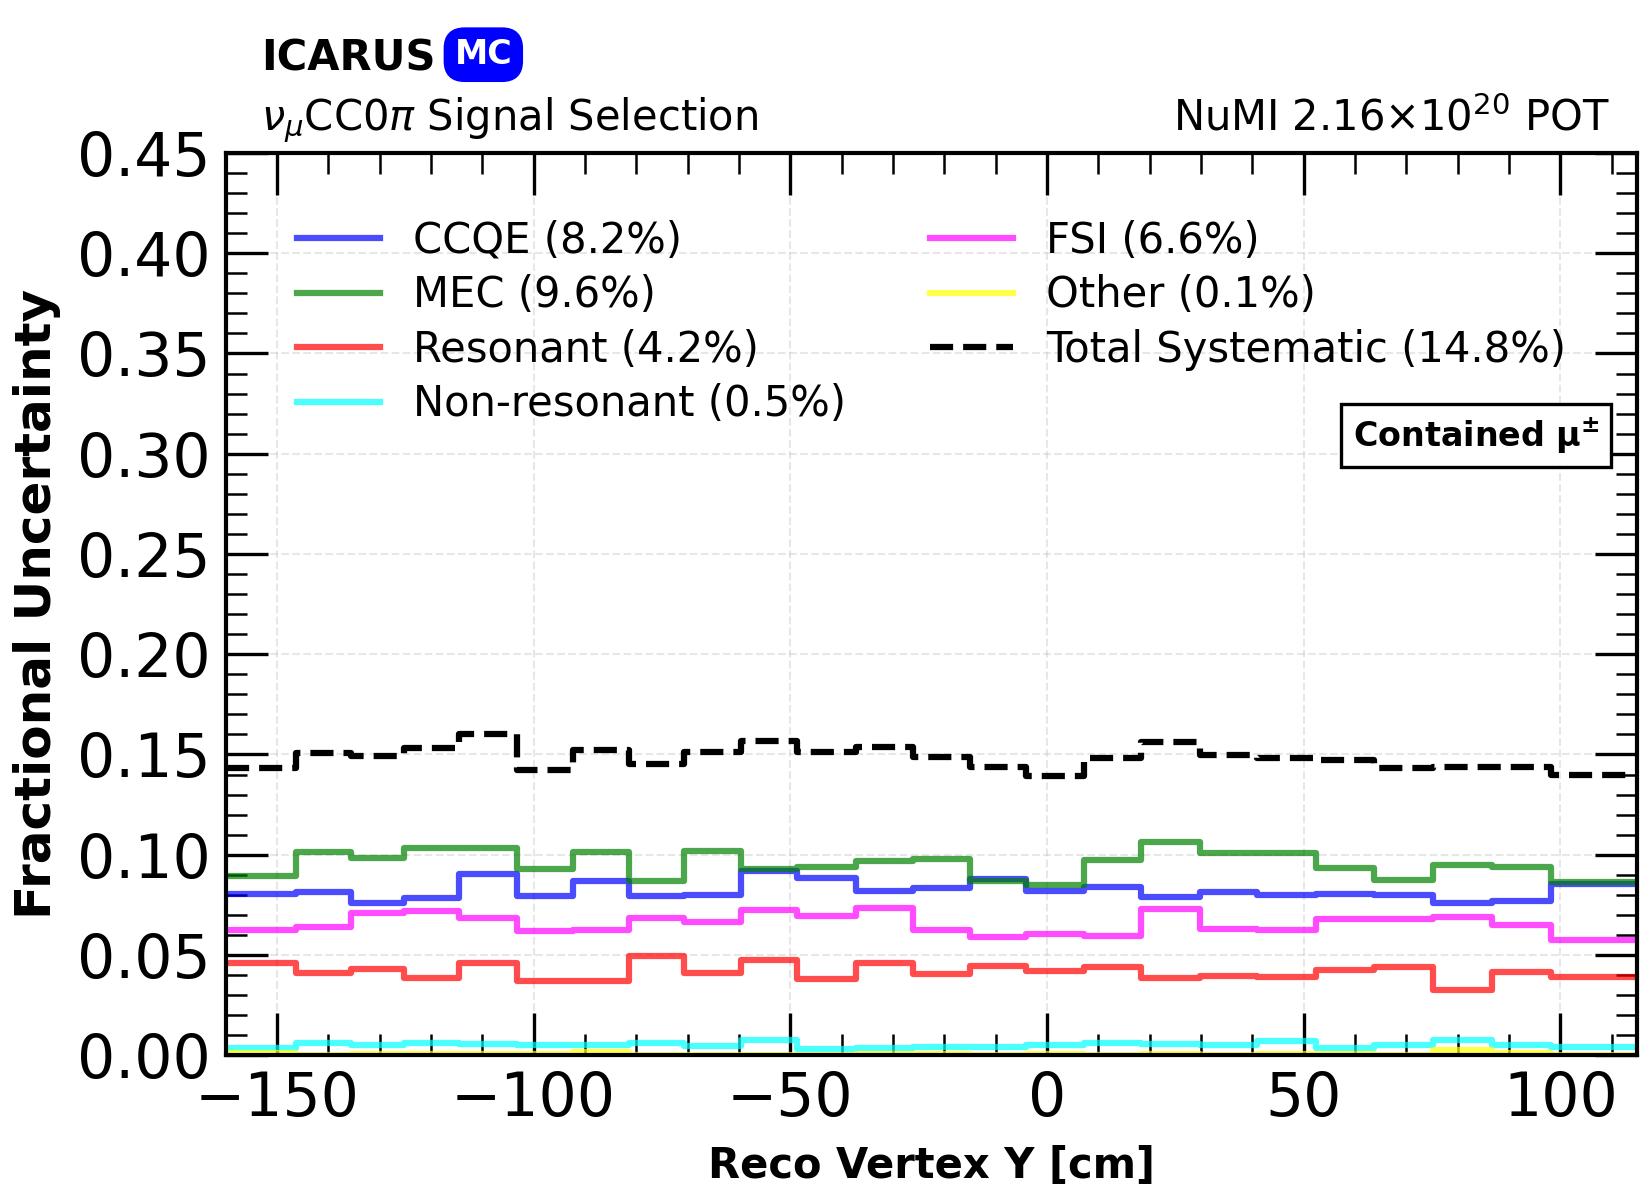 ICARUS MC
νμCC0π Signal Selection
NuMI 2.16×10²⁰ POT
0.45
0.40
0.35
0.30
0.25
0.20
0.15
0.10
0.05
0.00
Fractional Uncertainty
CCQE (8.2%)
MEC (9.6%)
Resonant (4.2%)
Non-resonant (0.5%)
FSI (6.6%)
Other (0.1%)
Total Systematic (14.8%)
Contained μ±
−150 −100 −50 0 50 100
Reco Vertex Y [cm]